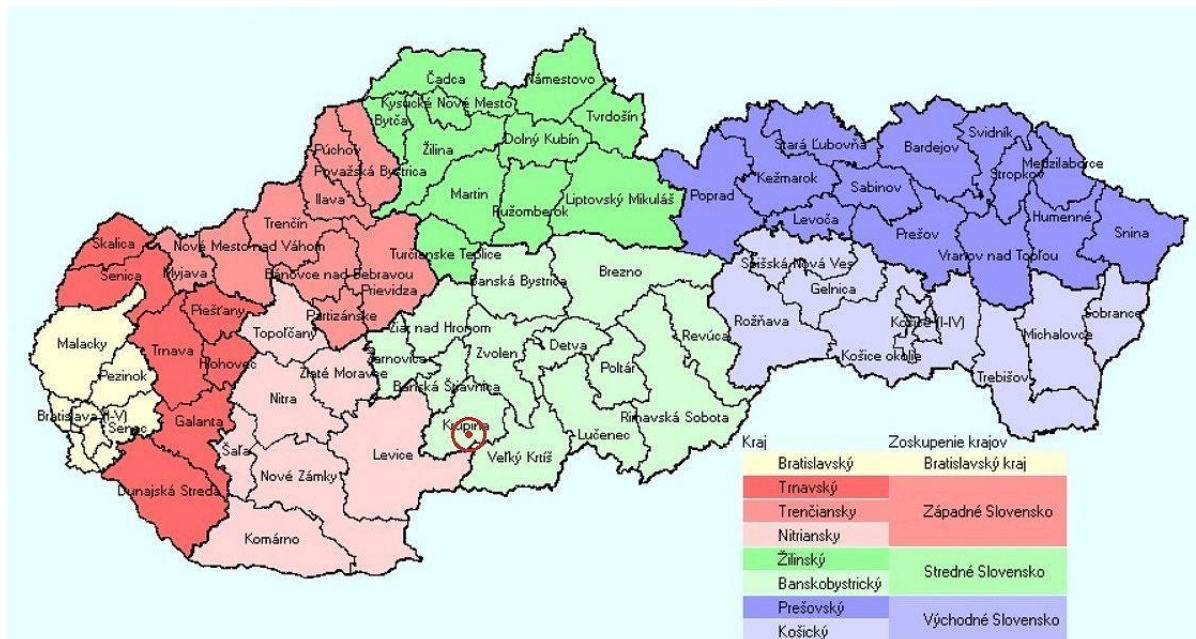 Čadca
Námestovo
Kysucké Nové Mesto
Bytča
Tvrdošín
Dolný Kubín
Žilina
Púchov
Považská Bystrica
Ilava
Martin
Ružomberok
Liptovský Mikuláš
Trenčín
Turčianske Teplice
Skalica
Nové Mesto nad Váhom
Myjava
Senica
Bánovce nad Bebravou
Prievidza
Partizánske
Piešťany
Topoľčany
Malacky
Trnava
Hlohovec
Pezinok
Bratislava (I-V)
Senec
Galanta
Dunajská Streda
Zlaté Moravce
Nitra
Šaľa
Nové Zámky
Levice
Komárno
Banská Bystrica
Brezno
Žiar nad Hronom
Žarnovica
Zvolen
Detva
Revúca
Banská Štiavnica
Poltár
Krupina
Rimavská Sobota
Lučenec
Veľký Krtíš
Stará Ľubovňa
Bardejov
Svidník
Medzilaborce
Stropkov
Poprad
Kežmarok
Sabinov
Levoča
Prešov
Humenné
Snina
Vranov nad Topľou
Spišská Nová Ves
Gelnica
Rožňava
Košice (I-IV)
Košice okolie
Michalovce
Sobrance
Trebišov
Kraj Zoskupenie krajov
Bratislavský Bratislavský kraj
Trnavský
Trenčiansky Západné Slovensko
Nitriansky
Žilinský
Stredné Slovensko
Banskobystrický
Prešovský
Východné Slovensko
Košický